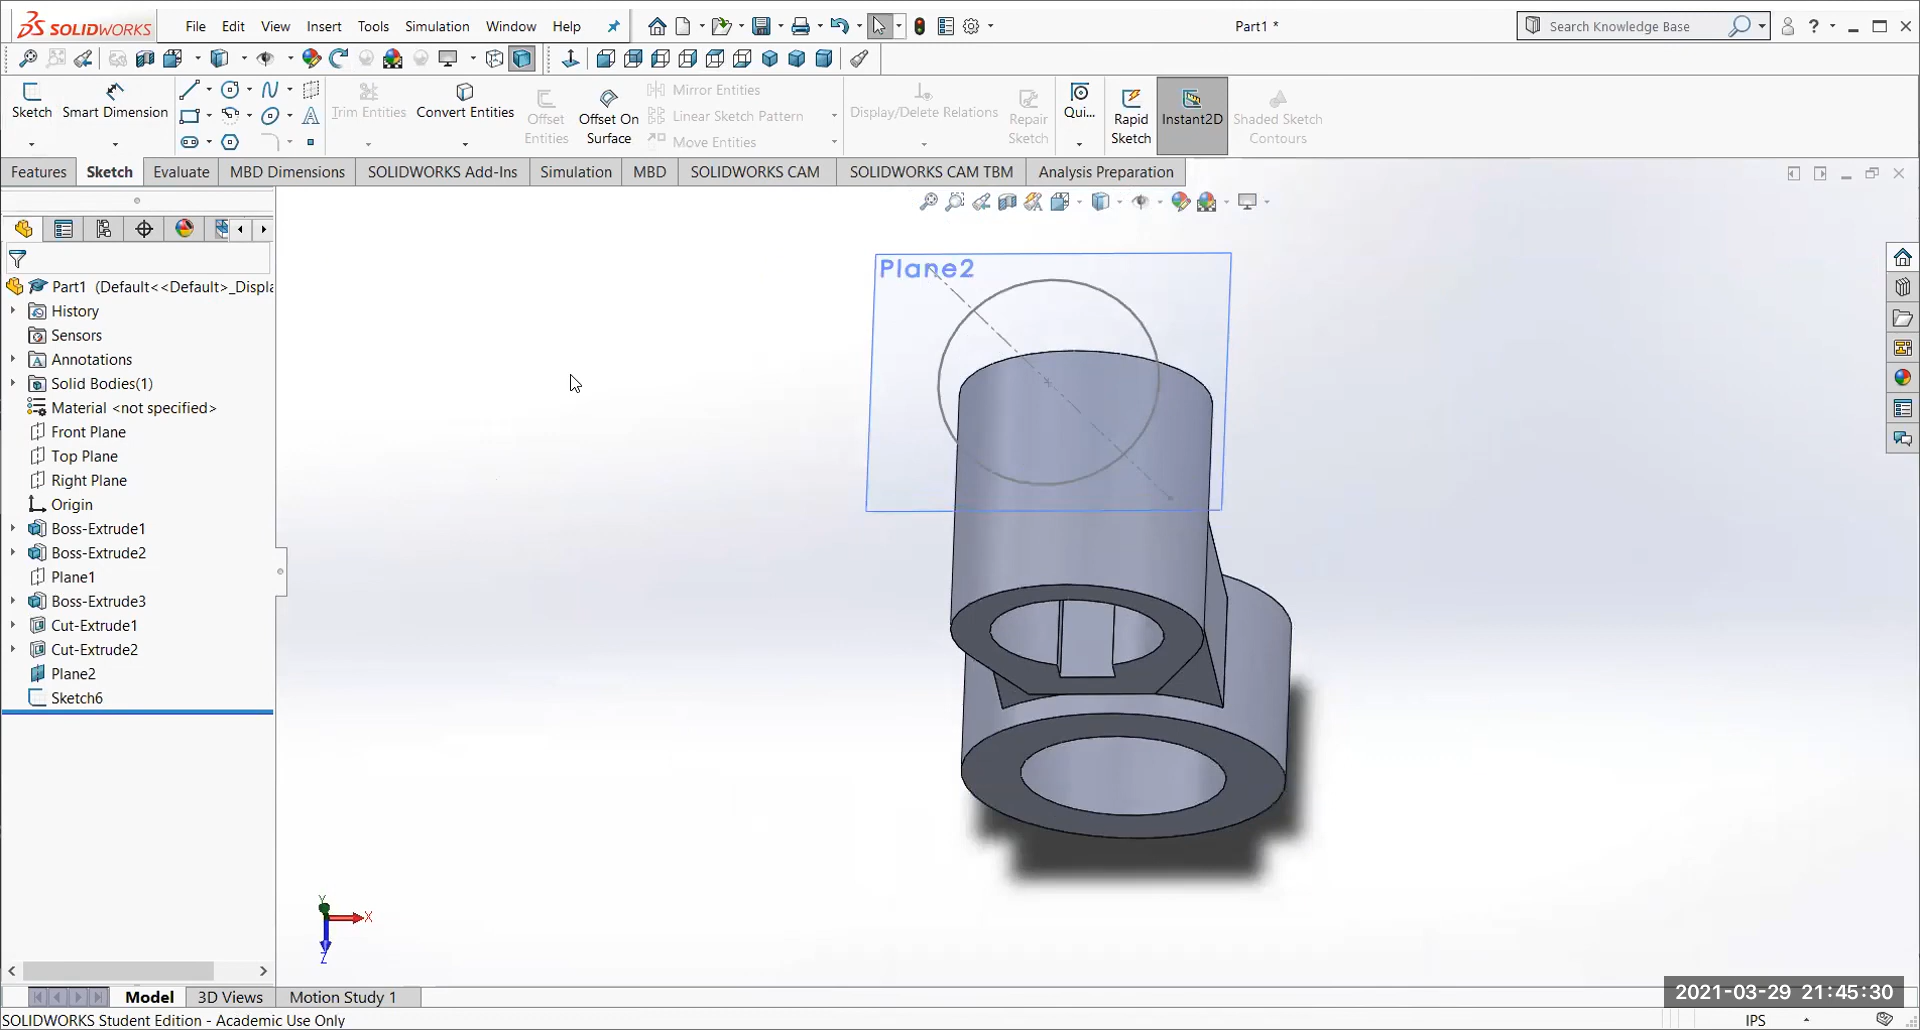 SOLIDWORKS File Edit View Insert Tools Simulation Window Help Part1 * Search Knowledge Base ?
Sketch Smart Dimension Trim Entities Convert Entities Offset Entities Offset On Surface Mirror Entities Linear Sketch Pattern Move Entities Display/Delete Relations Repair Sketch Qui... Rapid Sketch Instant2D Shaded Sketch Contours
Features Sketch Evaluate MBD Dimensions SOLIDWORKS Add-Ins Simulation MBD SOLIDWORKS CAM SOLIDWORKS CAM TBM Analysis Preparation
Plane2
Part1 (Default<<Default>_Displa
History
Sensors
Annotations
Solid Bodies(1)
Material <not specified>
Front Plane
Top Plane
Right Plane
Origin
Boss-Extrude1
Boss-Extrude2
Plane1
Boss-Extrude3
Cut-Extrude1
Cut-Extrude2
Plane2
Sketch6
Y
X
Z
Model 3D Views Motion Study 1
2021-03-29 21:45:30
SOLIDWORKS Student Edition - Academic Use Only IPS